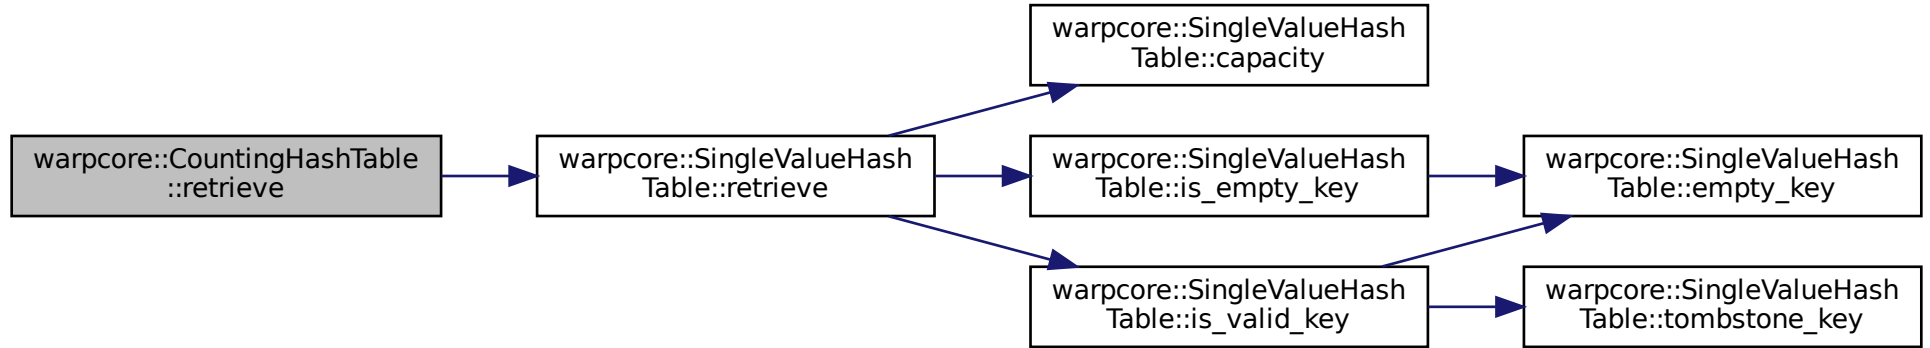 warpcore::CountingHashTable
::retrieve
warpcore::SingleValueHash
Table::retrieve
warpcore::SingleValueHash
Table::capacity
warpcore::SingleValueHash
Table::is_empty_key
warpcore::SingleValueHash
Table::is_valid_key
warpcore::SingleValueHash
Table::empty_key
warpcore::SingleValueHash
Table::tombstone_key